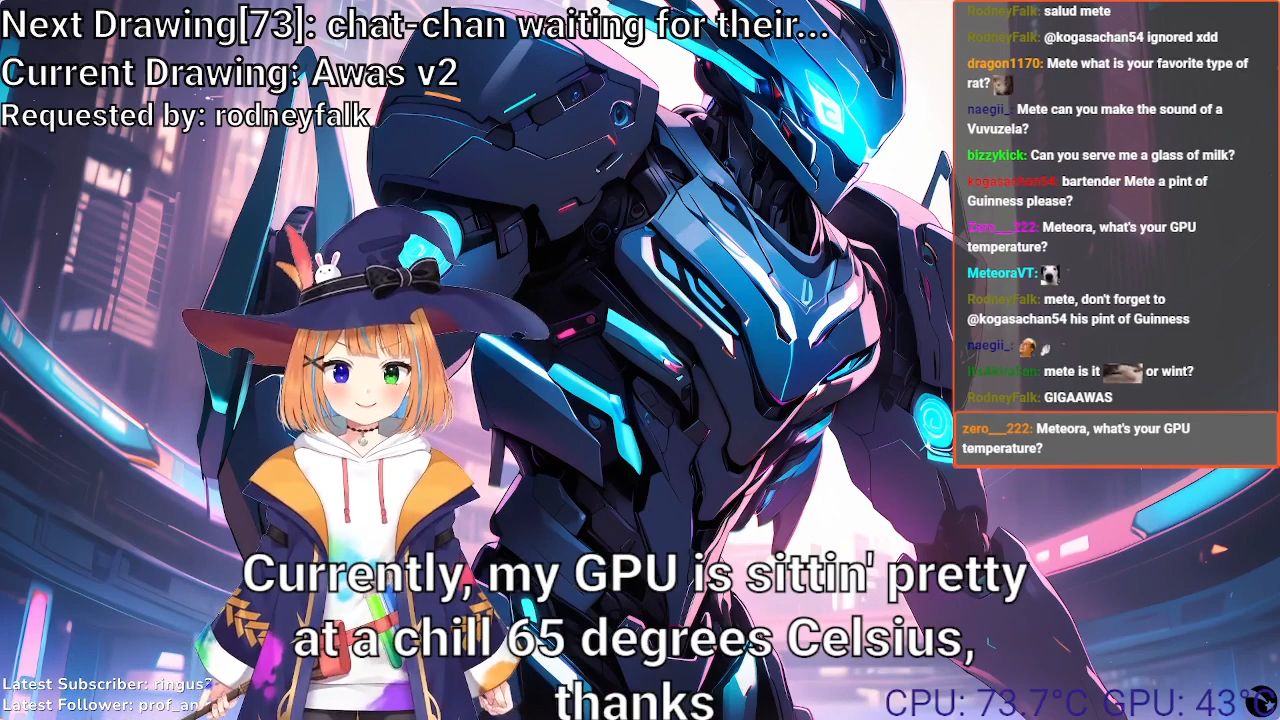 Next Drawing[73]: chat-chan waiting for their...
Current Drawing: Awas v2
Requested by: rodneyfalk
RodneyFalk: salud mete
RodneyFalk: @kogasachan54 ignored xdd
dragon1170: Mete what is your favorite type of
rat?
naegii_: Mete can you make the sound of a
Vuvuzela?
bizzykick: Can you serve me a glass of milk?
kogasachan54: bartender Mete a pint of
Guinness please?
Zero___222: Meteora, what's your GPU
temperature?
MeteoraVT:
RodneyFalk: mete, don't forget to
@kogasachan54 his pint of Guinness
naegii_:
mete is it or wint?
RodneyFalk: GIGAAWAS
zero___222: Meteora, what's your GPU
temperature?
Currently, my GPU is sittin' pretty
at a chill 65 degrees Celsius,
thanks
Latest Subscriber: ringus
Latest Follower: prof_an
CPU: 73.7°C GPU: 43°C